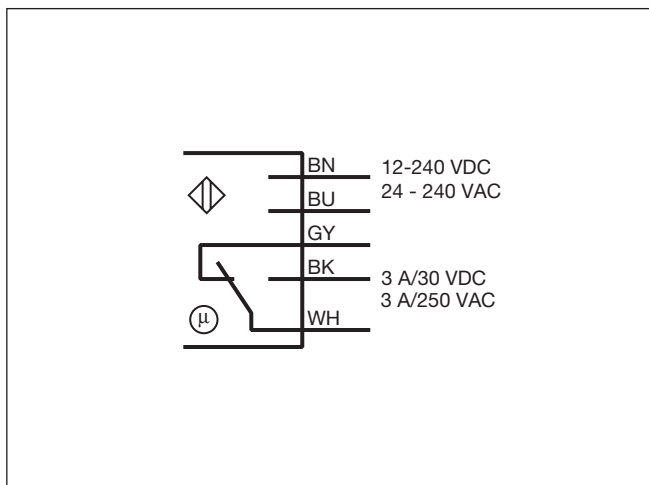 BN
12-240 VDC
24 - 240 VAC
BU
GY
BK
3 A/30 VDC
3 A/250 VAC
WH
μ